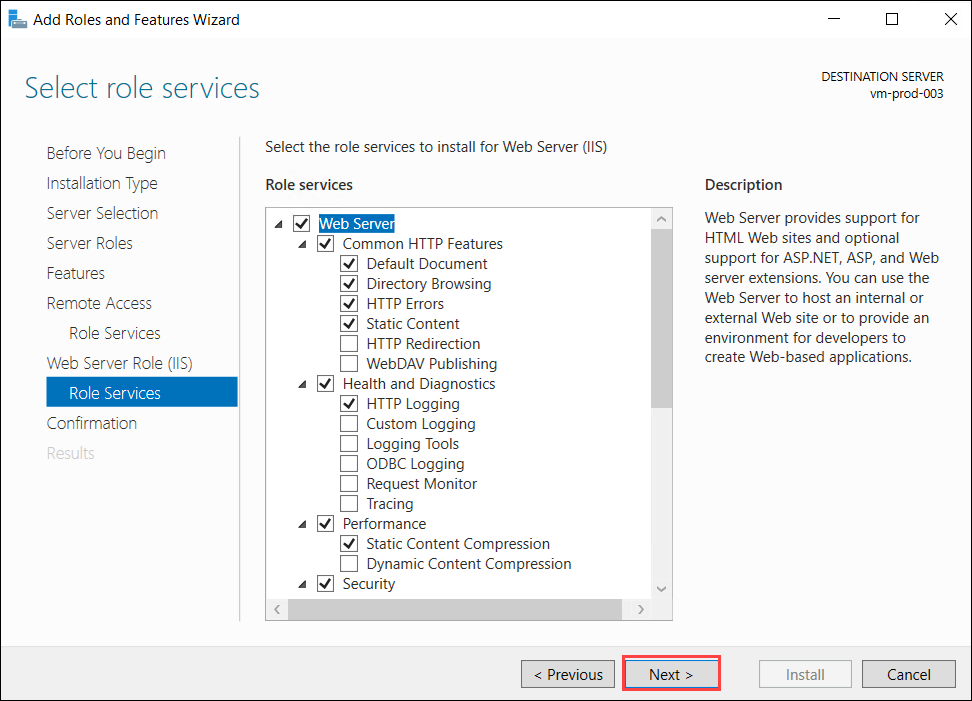 Add Roles and Features Wizard
Select role services
DESTINATION SERVER
vm-prod-003
Before You Begin
Installation Type
Server Selection
Server Roles
Features
Remote Access
Role Services
Web Server Role (IIS)
Role Services
Confirmation
Results
Select the role services to install for Web Server (IIS)
Role services
Web Server
Common HTTP Features
Default Document
Directory Browsing
HTTP Errors
Static Content
HTTP Redirection
WebDAV Publishing
Health and Diagnostics
HTTP Logging
Custom Logging
Logging Tools
ODBC Logging
Request Monitor
Tracing
Performance
Static Content Compression
Dynamic Content Compression
Security
Description
Web Server provides support for
HTML Web sites and optional
support for ASP.NET, ASP, and Web
server extensions. You can use the
Web Server to host an internal or
external Web site or to provide an
environment for developers to
create Web-based applications.
< Previous
Next >
Install
Cancel